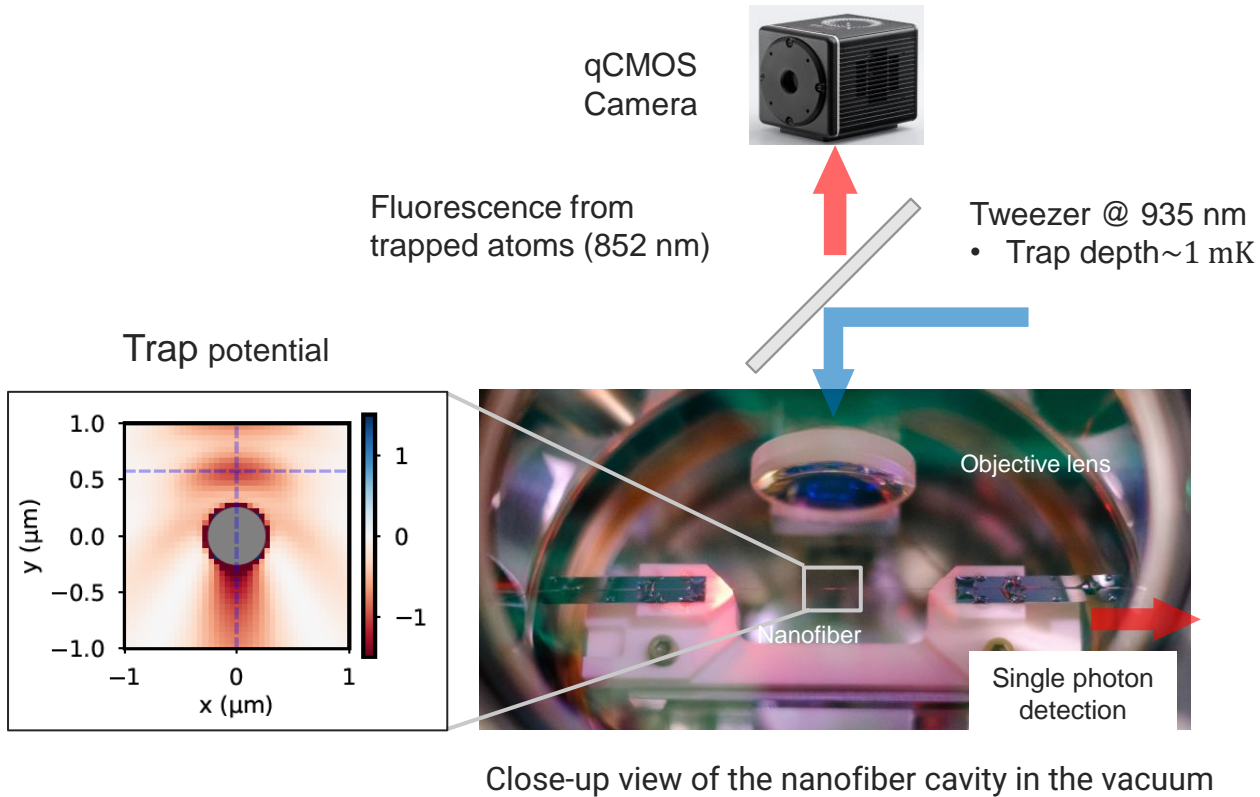 qCMOS
Camera
Fluorescence from
trapped atoms (852 nm)
Tweezer @ 935 nm
• Trap depth~1 mK
Trap potential
1.0
0.5
0.0
−0.5
−1.0
y (μm)
−1
0
1
x (μm)
1
0
−1
Objective lens
Nanofiber
Single photon
detection
Close-up view of the nanofiber cavity in the vacuum